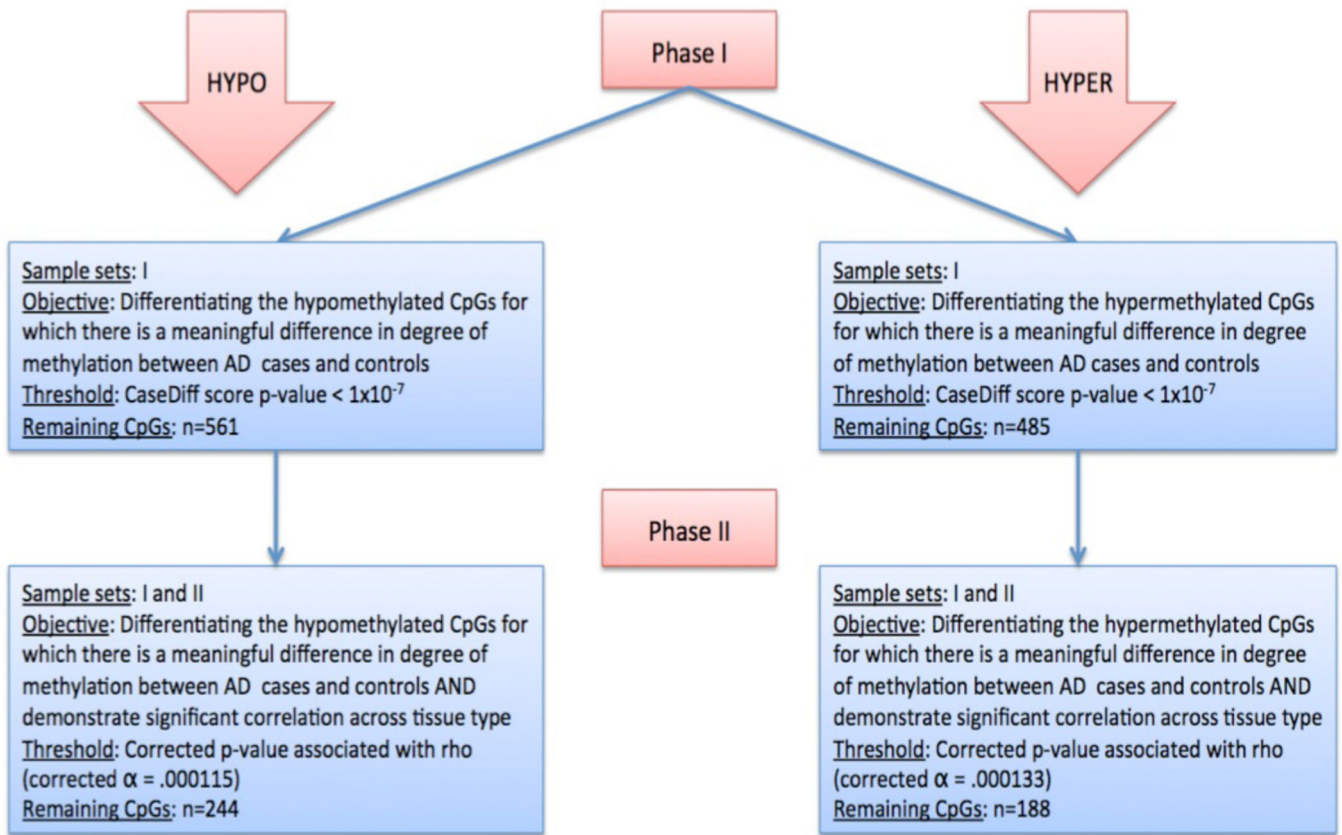 HYPO
Phase I
HYPER
Sample sets: I
Objective: Differentiating the hypomethylated CpGs for
which there is a meaningful difference in degree of
methylation between AD cases and controls
Threshold: CaseDiff score p-value < 1x10⁻⁷
Remaining CpGs: n=561
Sample sets: I
Objective: Differentiating the hypermethylated CpGs
for which there is a meaningful difference in degree
of methylation between AD cases and controls
Threshold: CaseDiff score p-value < 1x10⁻⁷
Remaining CpGs: n=485
Phase II
Sample sets: I and II
Objective: Differentiating the hypomethylated CpGs for
which there is a meaningful difference in degree of
methylation between AD cases and controls AND
demonstrate significant correlation across tissue type
Threshold: Corrected p-value associated with rho
(corrected α = .000115)
Remaining CpGs: n=244
Sample sets: I and II
Objective: Differentiating the hypermethylated CpGs
for which there is a meaningful difference in degree
of methylation between AD cases and controls AND
demonstrate significant correlation across tissue type
Threshold: Corrected p-value associated with rho
(corrected α = .000133)
Remaining CpGs: n=188